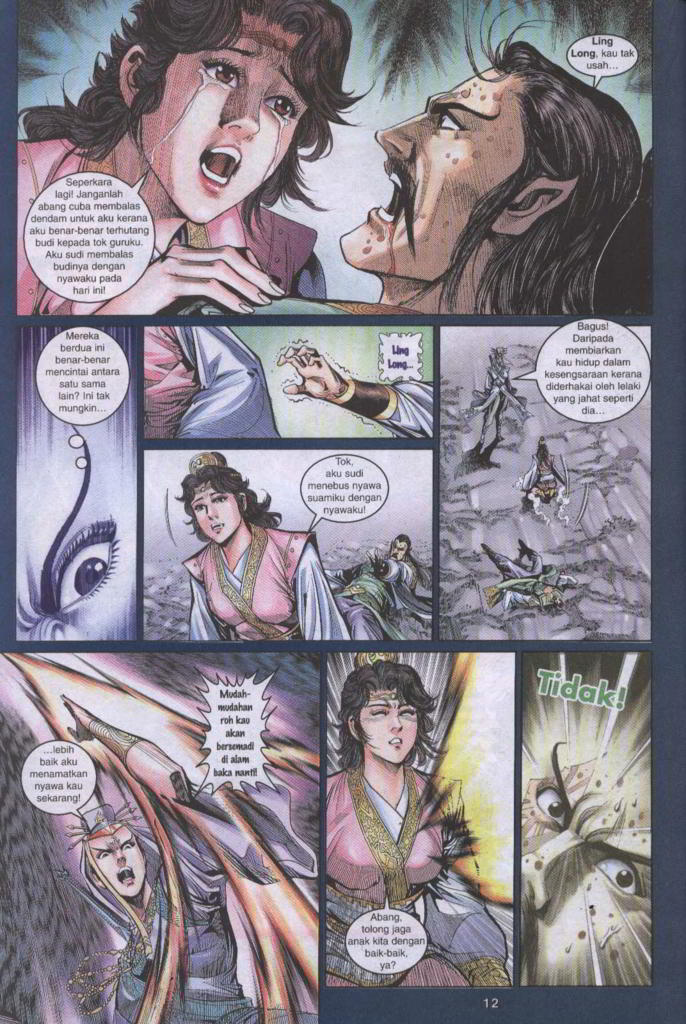 Ling
Long, kau tak
usah...
Seperkara
lagi! Janganlah
abang cuba membalas
dendam untuk aku kerana
aku benar-benar terhutang
budi kepada tok guruku.
Aku sudi membalas
budinya dengan
nyawaku pada
hari ini!
Mereka
berdua ini
benar-benar
mencintai antara
satu sama
lain? Ini tak
mungkin...
Ling
Long...
Tok,
aku sudi
menebus nyawa
suamiku dengan
nyawaku!
Bagus!
Daripada
membiarkan
kau hidup dalam
kesengsaraan kerana
diderhakai oleh lelaki
yang jahat seperti
dia...
...lebih
baik aku
menamatkan
nyawa kau
sekarang!
Mudah-
mudahan
roh kau
akan
bersemadi
di alam
baka nanti!
Abang,
tolong jaga
anak kita dengan
baik-baik,
ya?
Tidak!
12